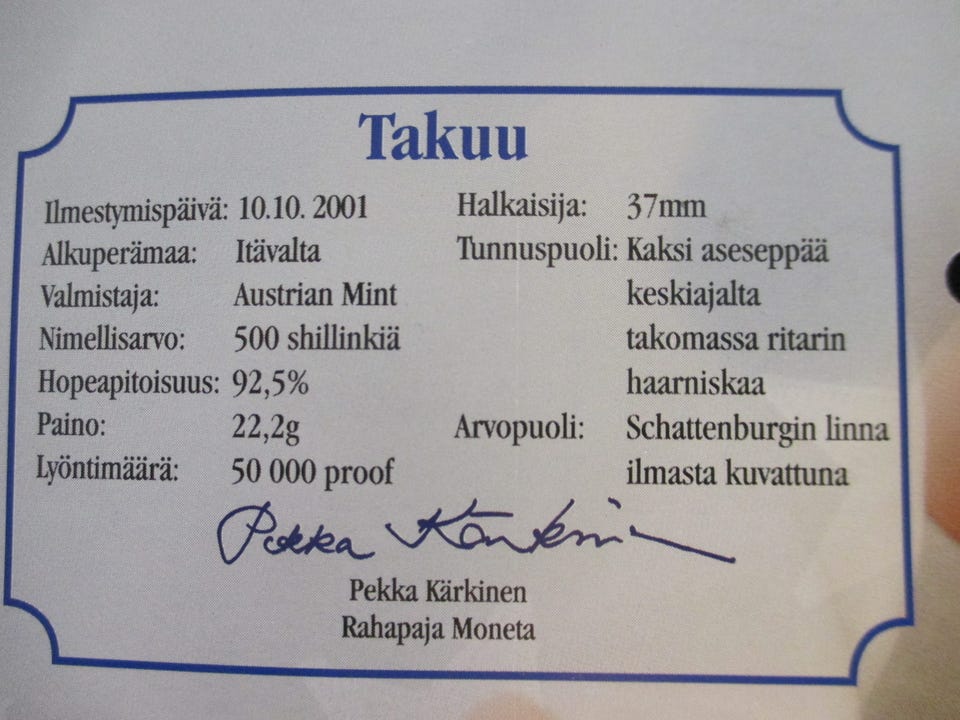 Takuu
Ilmestymispäivä: 10.10. 2001
Alkuperämaa: Itävalta
Valmistaja: Austrian Mint
Nimellisarvo: 500 shillinkiä
Hopeapitoisuus: 92,5%
Paino: 22,2g
Lyöntimäärä: 50 000 proof
Halkaisija: 37mm
Tunnuspuoli: Kaksi aseseppää
keskiajalta
takomassa ritarin
haarniskaa
Arvopuoli: Schattenburgin linna
ilmasta kuvattuna
Pekka Kärkinen
Pekka Kärkinen
Rahapaja Moneta